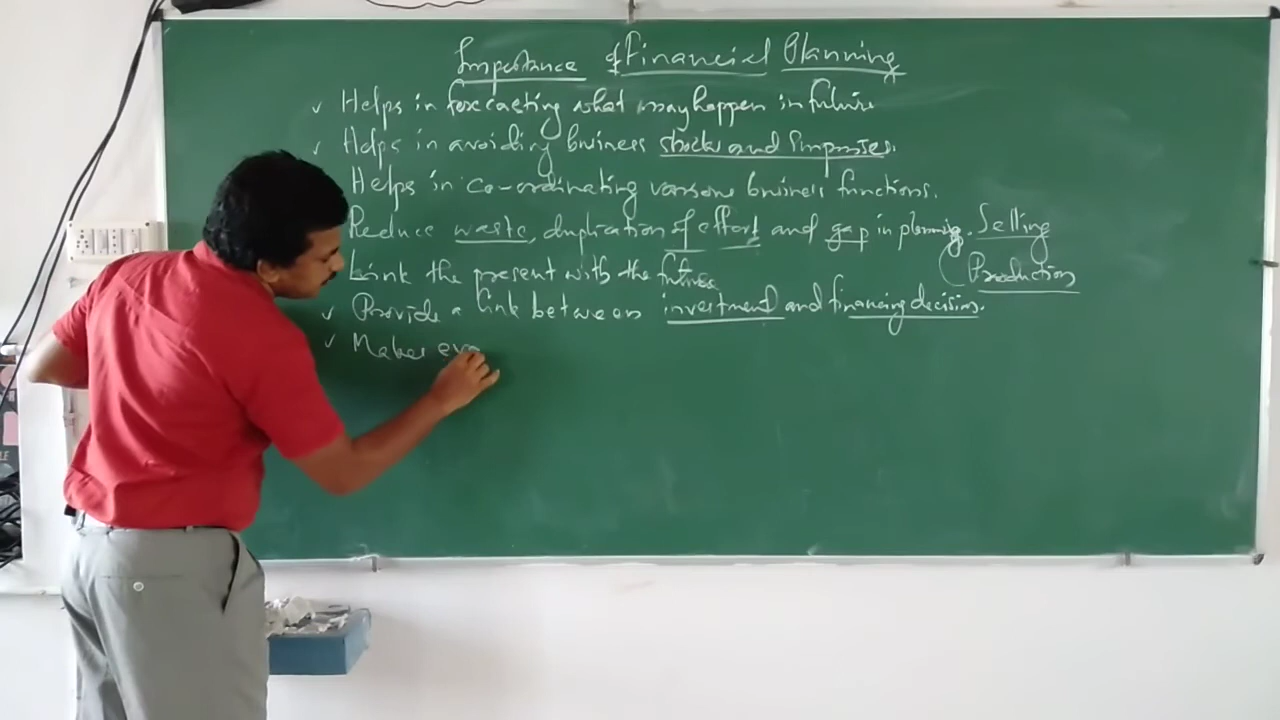 Importance of Financial Planning
✓ Helps in forecasting what may happen in future
✓ Helps in avoiding business shocks and surprises.
Helps in co-ordinating various business functions.
Reduce waste, duplication of effort and gap in planning. Selling
Production
Link the present with the future
✓ Provide a link between investment and financing decision.
✓ Makes eva